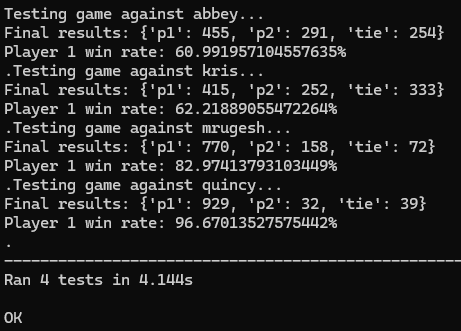 Testing game against abbey...
Final results: {'p1': 455, 'p2': 291, 'tie': 254}
Player 1 win rate: 60.991957104557635%
.Testing game against kris...
Final results: {'p1': 415, 'p2': 252, 'tie': 333}
Player 1 win rate: 62.21889055472264%
.Testing game against mrugesh...
Final results: {'p1': 770, 'p2': 158, 'tie': 72}
Player 1 win rate: 82.97413793103449%
.Testing game against quincy...
Final results: {'p1': 929, 'p2': 32, 'tie': 39}
Player 1 win rate: 96.67013527575442%
.
--------------------------------------------------
Ran 4 tests in 4.144s
OK